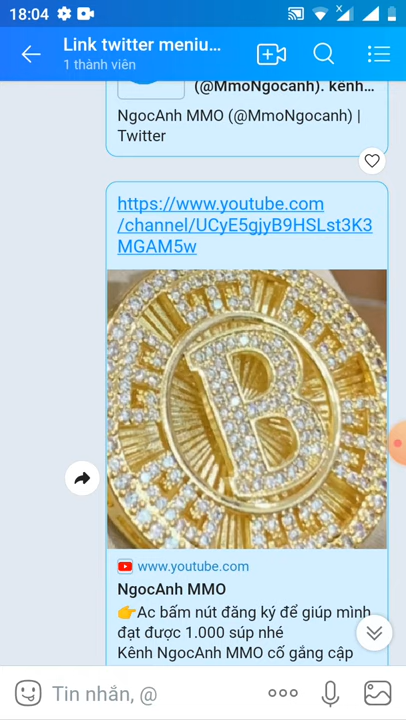 18:04
Link twitter meniu...
1 thành viên
(@MmoNgocanh). kênh...
NgocAnh MMO (@MmoNgocanh) |
Twitter
https://www.youtube.com
/channel/UCyE5gjyB9HSLst3K3
MGAM5w
B
www.youtube.com
NgocAnh MMO
👉Ac bấm nút đăng ký để giúp mình
đạt được 1.000 súp nhé
Kênh NgocAnh MMO cố gắng cập
Tin nhắn, @